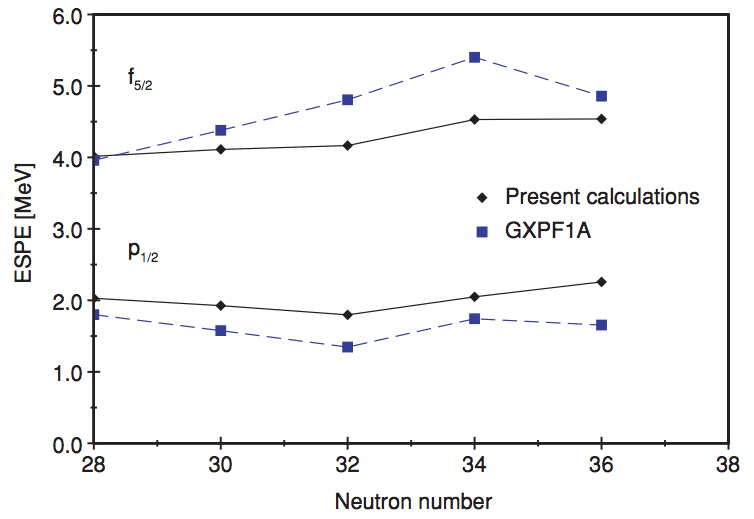 6.0
f5/2
5.0
4.0
ESPE [MeV]
Present calculations
3.0
GXPF1A
p1/2
2.0
1.0
0.0
28 30 32 34 36 38
Neutron number